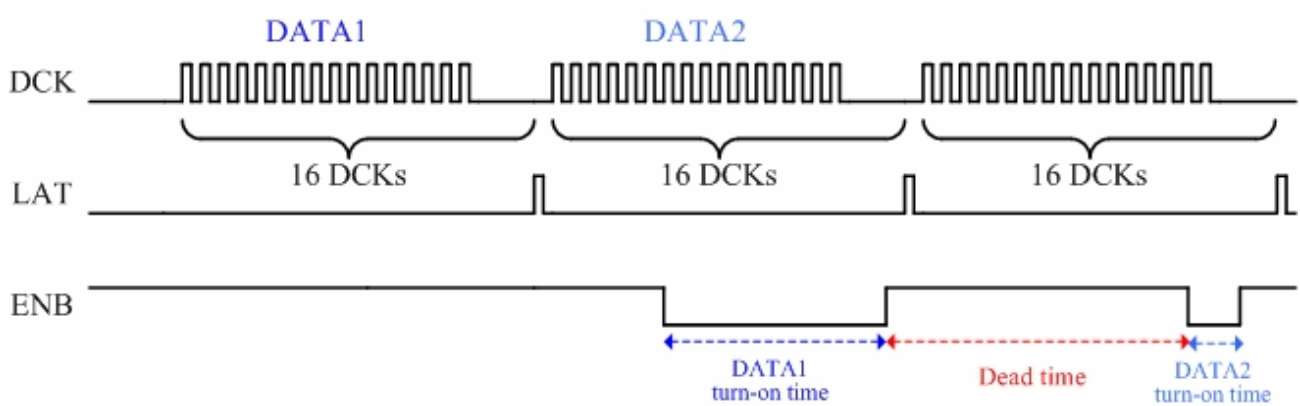 DATA1 DATA2
DCK
16 DCKs 16 DCKs 16 DCKs
LAT
ENB
DATA1
turn-on time
Dead time
DATA2
turn-on time